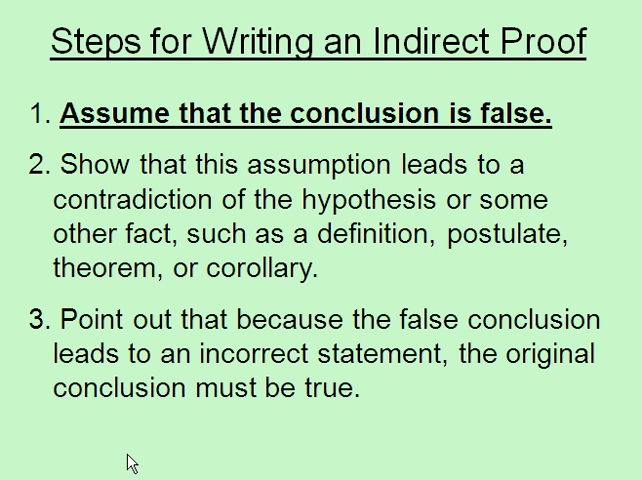 Steps for Writing an Indirect Proof
1. Assume that the conclusion is false.
2. Show that this assumption leads to a
contradiction of the hypothesis or some
other fact, such as a definition, postulate,
theorem, or corollary.
3. Point out that because the false conclusion
leads to an incorrect statement, the original
conclusion must be true.